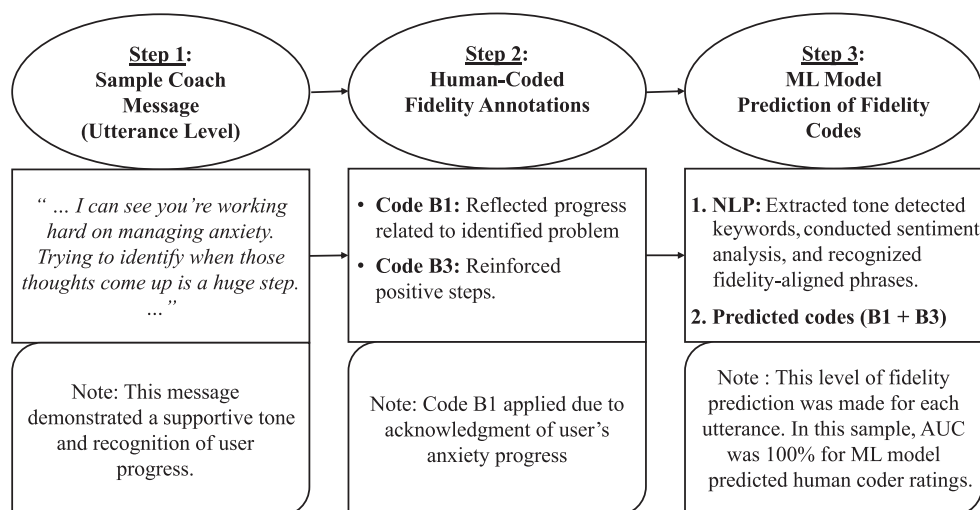 Step 1:
Sample Coach
Message
(Utterance Level)
Step 2:
Human-Coded
Fidelity Annotations
Step 3:
ML Model
Prediction of Fidelity
Codes
“ … I can see you’re working
hard on managing anxiety.
Trying to identify when those
thoughts come up is a huge step.
…”
• Code B1: Reflected progress
related to identified problem
• Code B3: Reinforced
positive steps.
1. NLP: Extracted tone detected
keywords, conducted sentiment
analysis, and recognized
fidelity-aligned phrases.
2. Predicted codes (B1 + B3)
Note: This message
demonstrated a supportive tone
and recognition of user
progress.
Note: Code B1 applied due to
acknowledgment of user’s
anxiety progress
Note : This level of fidelity
prediction was made for each
utterance. In this sample, AUC
was 100% for ML model
predicted human coder ratings.